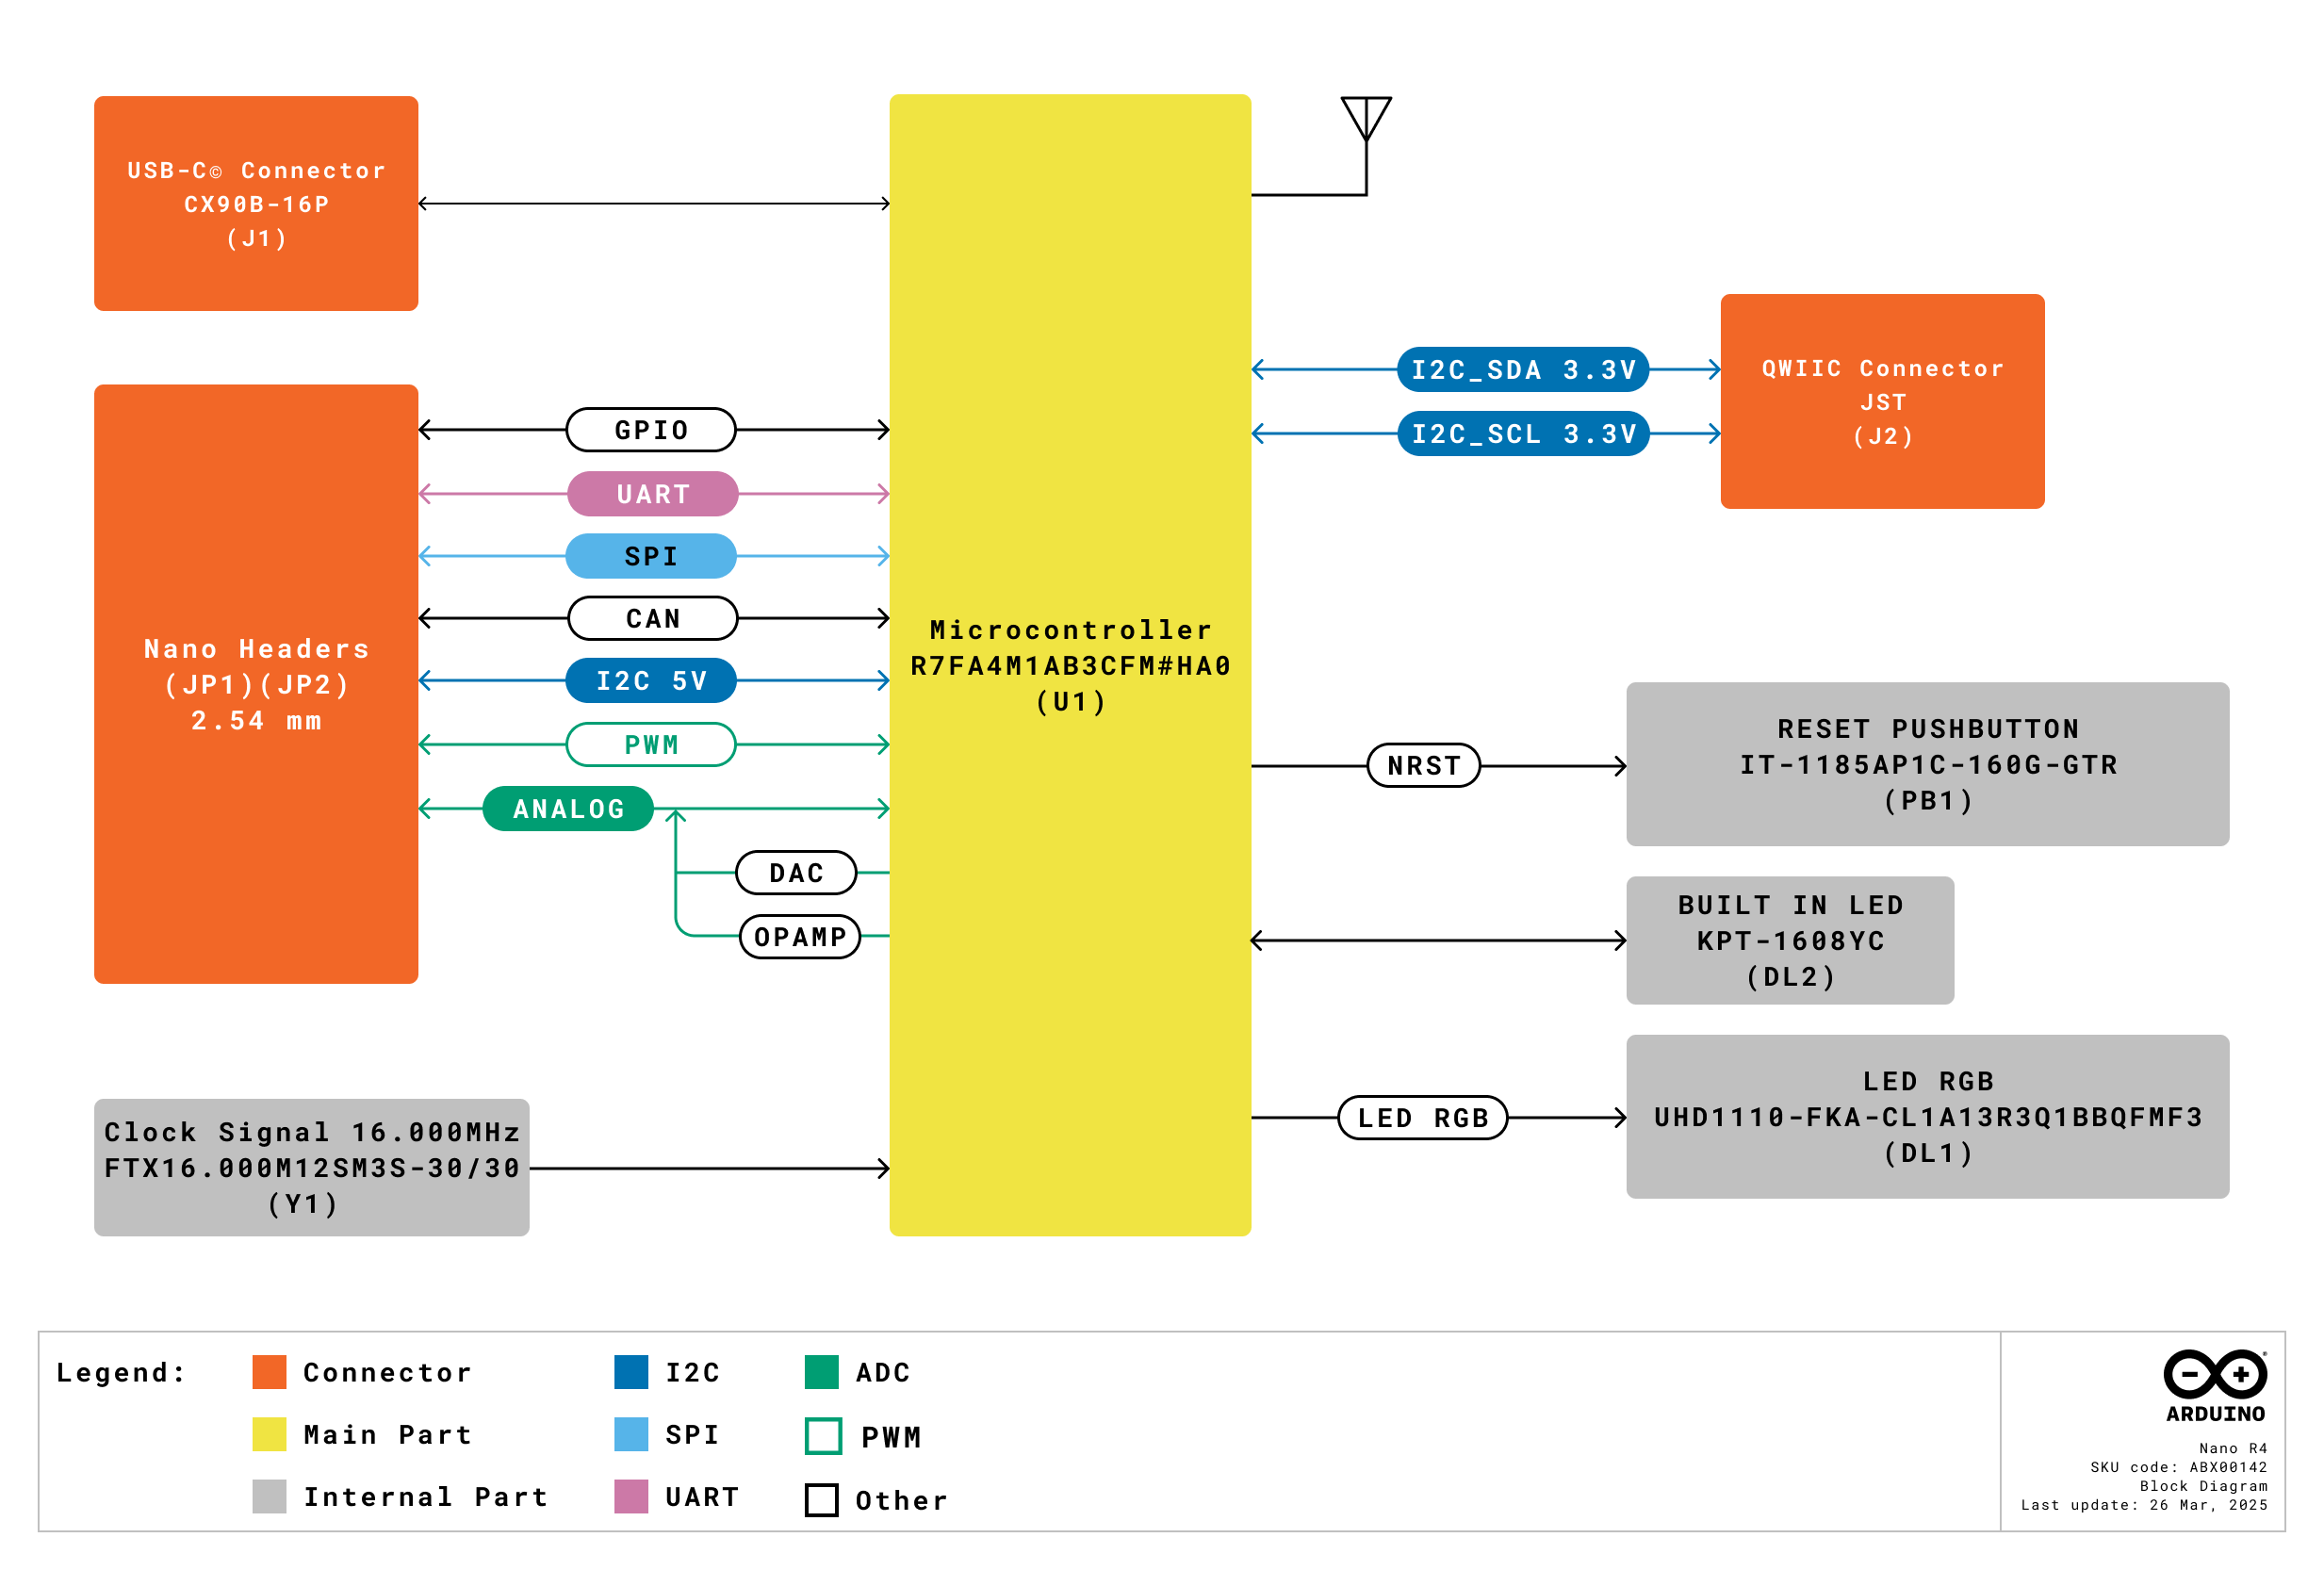 USB-C© Connector
CX90B-16P
(J1)
Nano Headers
(JP1)(JP2)
2.54 mm
GPIO
UART
SPI
CAN
I2C 5V
PWM
ANALOG
DAC
OPAMP
Clock Signal 16.000MHz
FTX16.000M12SM3S-30/30
(Y1)
Microcontroller
R7FA4M1AB3CFM#HA0
(U1)
I2C_SDA 3.3V
I2C_SCL 3.3V
QWIIC Connector
JST
(J2)
NRST
RESET PUSHBUTTON
IT-1185AP1C-160G-GTR
(PB1)
BUILT IN LED
KPT-1608YC
(DL2)
LED RGB
LED RGB
UHD1110-FKA-CL1A13R3Q1BBQFMF3
(DL1)
Legend:
Connector
Main Part
Internal Part
I2C
SPI
UART
ADC
PWM
Other
ARDUINO
Nano R4
SKU code: ABX00142
Block Diagram
Last update: 26 Mar, 2025